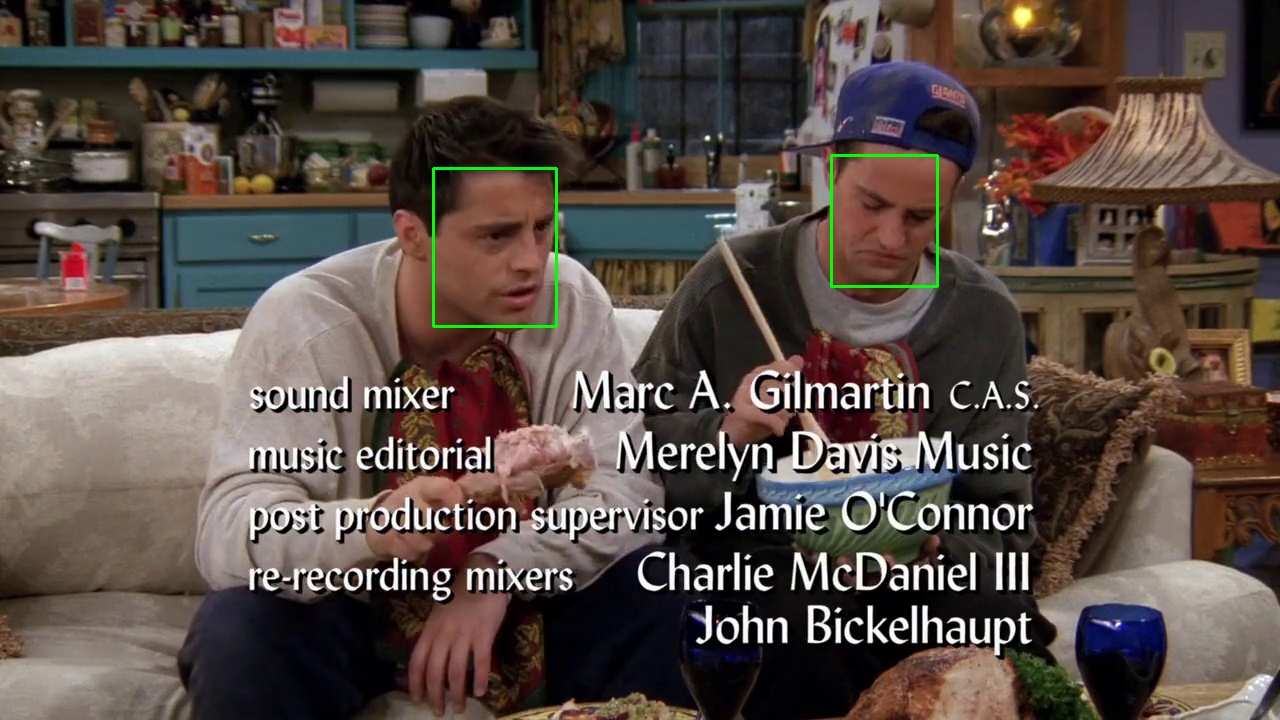 GIANTS
sound mixer Marc A. Gilmartin C.A.S.
music editorial Merelyn Davis Music
post production supervisor Jamie O'Connor
re-recording mixers Charlie McDaniel III
John Bickelhaupt